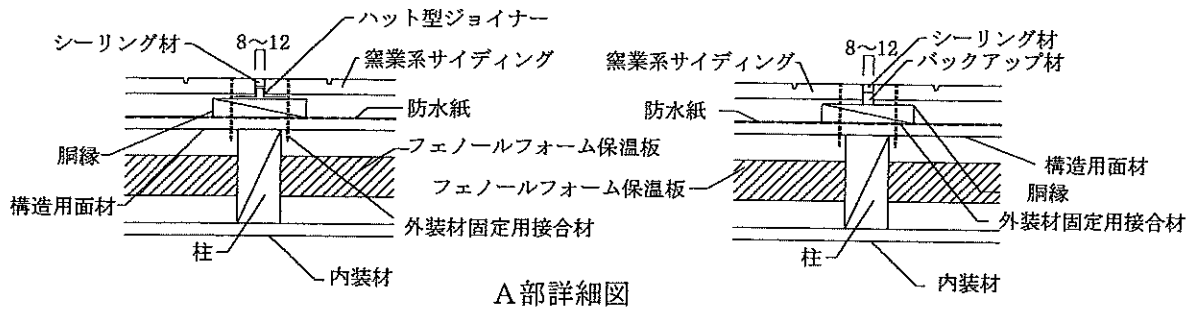 ハット型ジョイナー
シーリング材
8～12
窯業系サイディング
防水紙
胴縁
フェノールフォーム保温板
構造用面材
外装材固定用接合材
柱
内装材
8～12
シーリング材
バックアップ材
窯業系サイディング
防水紙
構造用面材
フェノールフォーム保温板
胴縁
外装材固定用接合材
柱
内装材
A部詳細図